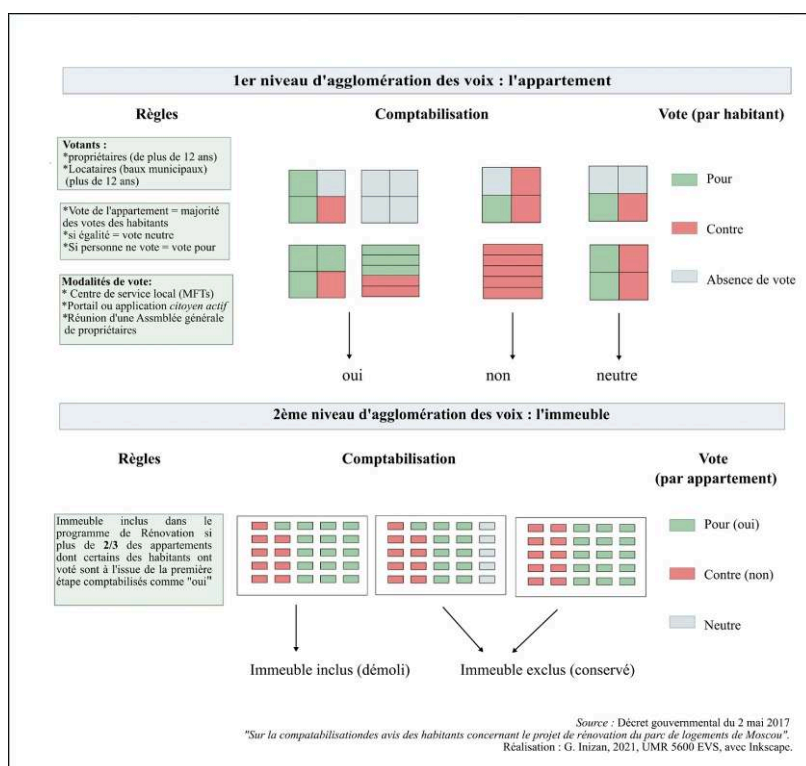 1er niveau d'agglomération des voix : l'appartement
Règles
Comptabilisation
Vote (par habitant)
Votants :
*propriétaires (de plus de 12 ans)
*Locataires (baux municipaux)
(plus de 12 ans)
*Vote de l'appartement = majorité
des votes des habitants
*si égalité = vote neutre
*Si personne ne vote = vote pour
Modalités de vote:
* Centre de service local (MFTs)
*Portail ou application citoyen actif
*Réunion d'une Assmblée générale
de propriétaires
Pour
Contre
Absence de vote
oui
non
neutre
2ème niveau d'agglomération des voix : l'immeuble
Règles
Comptabilisation
Vote
(par appartement)
Immeuble inclus dans le
programme de Rénovation si
plus de 2/3 des appartements
dont certains des habitants ont
voté sont à l'issue de la première
étape comptabilisés comme "oui"
Pour (oui)
Contre (non)
Neutre
Immeuble inclus (démoli)
Immeuble exclus (conservé)
Source : Décret gouvernemental du 2 mai 2017
"Sur la compatabilisationdes avis des habitants concernant le projet de rénovation du parc de logements de Moscou".
Réalisation : G. Inizan, 2021, UMR 5600 EVS, avec Inkscape.